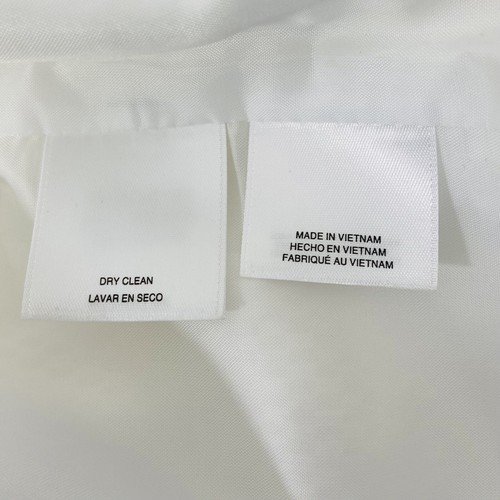 DRY CLEAN
LAVAR EN SECO
MADE IN VIETNAM
HECHO EN VIETNAM
FABRIQUÉ AU VIETNAM